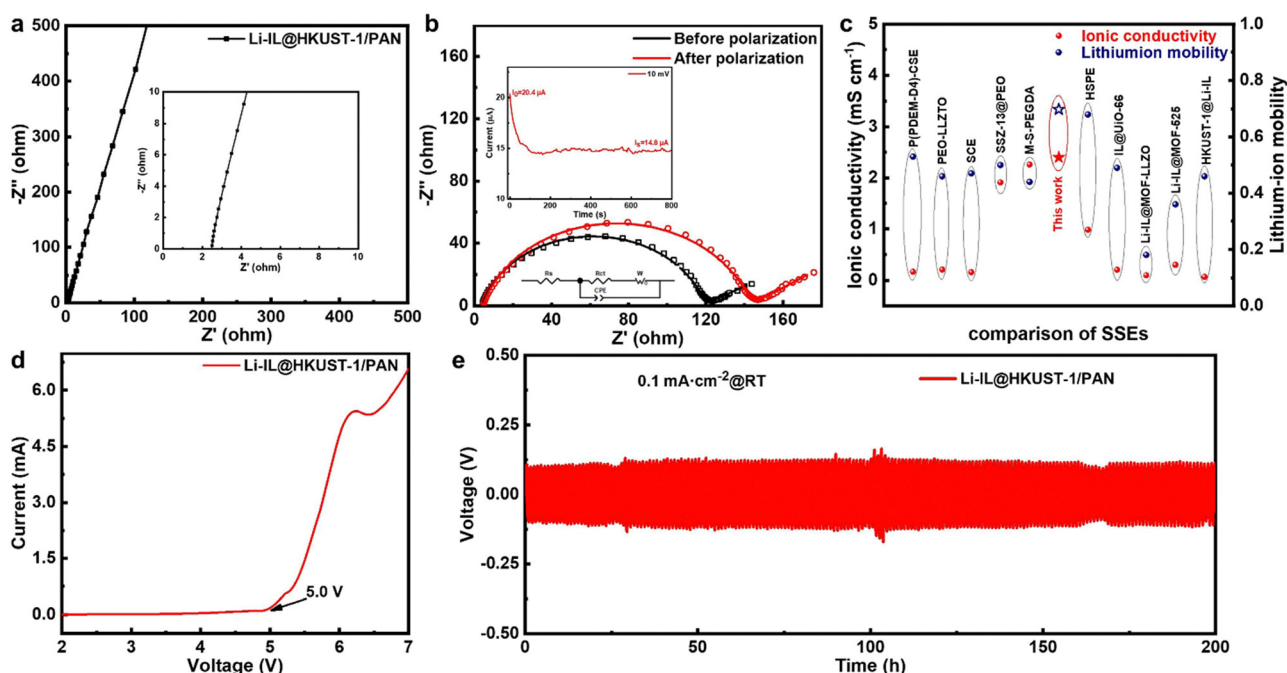 a
Li-IL@HKUST-1/PAN
-Z'' (ohm)
500
400
300
200
100
0
0 100 200 300 400 500
Z' (ohm)
-Z'' (ohm)
10
8
6
4
2
0
0 2 4 6 8 10
Z' (ohm)
b
Before polarization
After polarization
-Z'' (ohm)
160
120
80
40
0
0 40 80 120 160
Z' (ohm)
10 mV
I0=20.4 μA
IS=14.8 μA
Current (μA)
20
15
10
5
0
0 200 400 600 800
Time (s)
Rs
Rct
W
CPE
c
Ionic conductivity
Lithiumion mobility
Ionic conductivity (mS cm-1)
5
4
3
2
1
0
P(PDEM-D4)-CSE
PEO-LLZTO
SCE
SSZ-13@PEO
M-S-PEGDA
This work
HSPE
IL@UiO-66
Li-IL@MOF-LLZO
Li-IL@MOF-525
HKUST-1@Li-IL
1.0
0.8
0.6
0.4
0.2
0.0
Lithium-ion mobility
comparison of SSEs
d
Li-IL@HKUST-1/PAN
Current (mA)
6.0
4.5
3.0
1.5
0.0
5.0 V
2 3 4 5 6 7
Voltage (V)
e
0.1 mA·cm-2@RT
Li-IL@HKUST-1/PAN
Voltage (V)
0.50
0.25
0.00
-0.25
-0.50
0 50 100 150 200
Time (h)